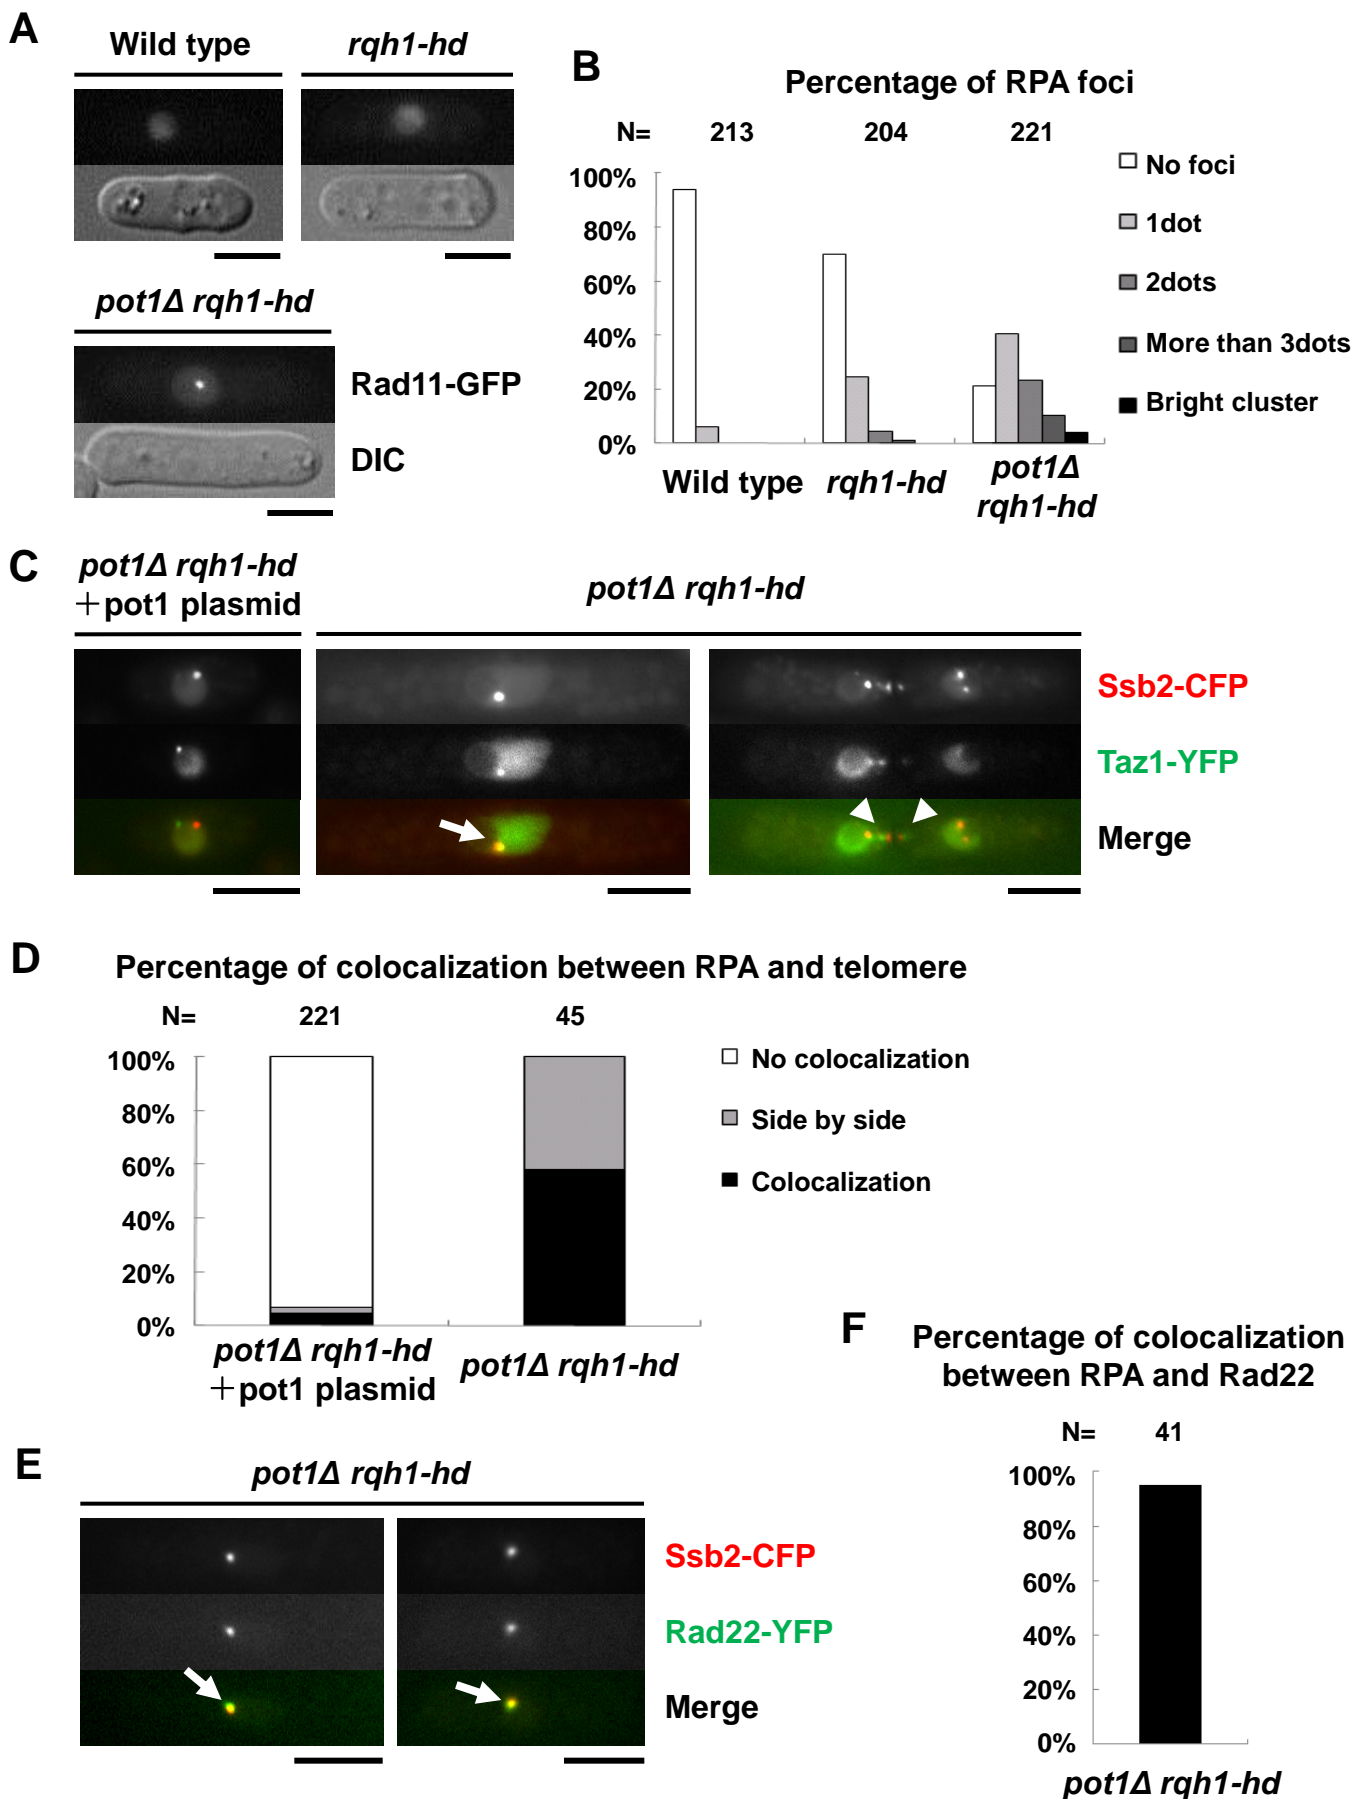 A
Wild type
rqh1-hd
pot1Δ rqh1-hd
Rad11-GFP
DIC
B
Percentage of RPA foci
N= 213 204 221
100%
80%
60%
40%
20%
0%
Wild type
rqh1-hd
pot1Δ
rqh1-hd
No foci
1dot
2dots
More than 3dots
Bright cluster
C
pot1Δ rqh1-hd
+pot1 plasmid
pot1Δ rqh1-hd
Ssb2-CFP
Taz1-YFP
Merge
D
Percentage of colocalization between RPA and telomere
N= 221 45
100%
80%
60%
40%
20%
0%
pot1Δ rqh1-hd
+pot1 plasmid
pot1Δ rqh1-hd
No colocalization
Side by side
Colocalization
E
pot1Δ rqh1-hd
Ssb2-CFP
Rad22-YFP
Merge
F
Percentage of colocalization
between RPA and Rad22
N= 41
100%
80%
60%
40%
20%
0%
pot1Δ rqh1-hd